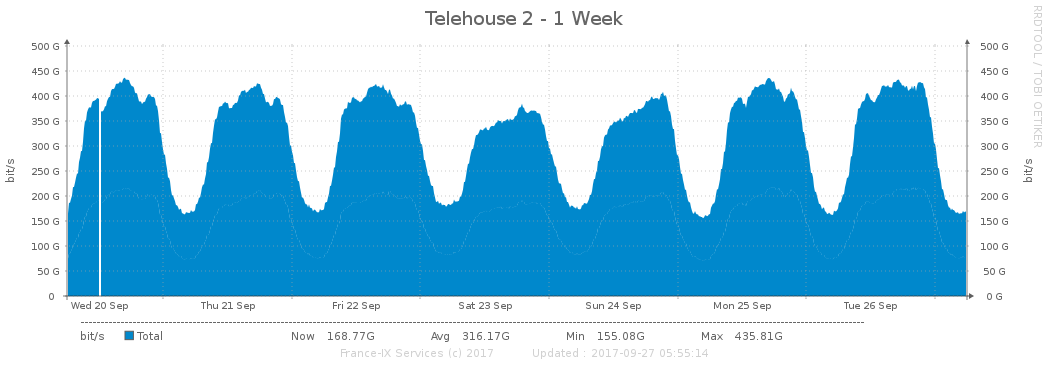 Telehouse 2 - 1 Week
RRDTOOL / TOBI OETIKER
bit/s
bit/s
500 G 500 G
450 G 450 G
400 G 400 G
350 G 350 G
300 G 300 G
250 G 250 G
200 G 200 G
150 G 150 G
100 G 100 G
50 G 50 G
0 0 G
Wed 20 Sep Thu 21 Sep Fri 22 Sep Sat 23 Sep Sun 24 Sep Mon 25 Sep Tue 26 Sep
bit/s Total Now 168.77G Avg 316.17G Min 155.08G Max 435.81G
France-IX Services (c) 2017 Updated : 2017-09-27 05:55:14